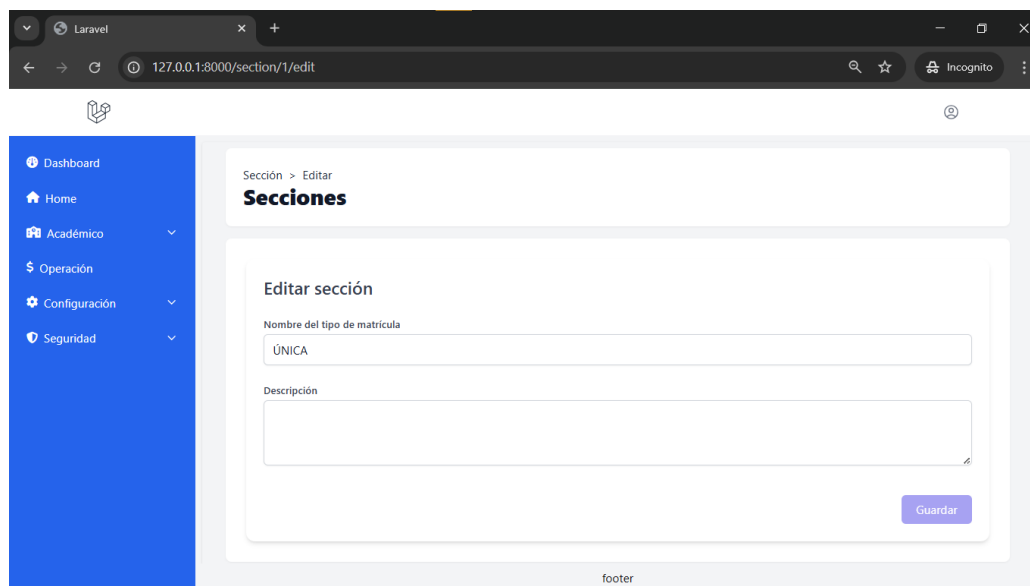 Laravel
127.0.0.1:8000/section/1/edit
Incognito
Dashboard
Home
Académico
$ Operación
Configuración
Seguridad
Sección > Editar
Secciones
Editar sección
Nombre del tipo de matrícula
ÚNICA
Descripción
Guardar
footer